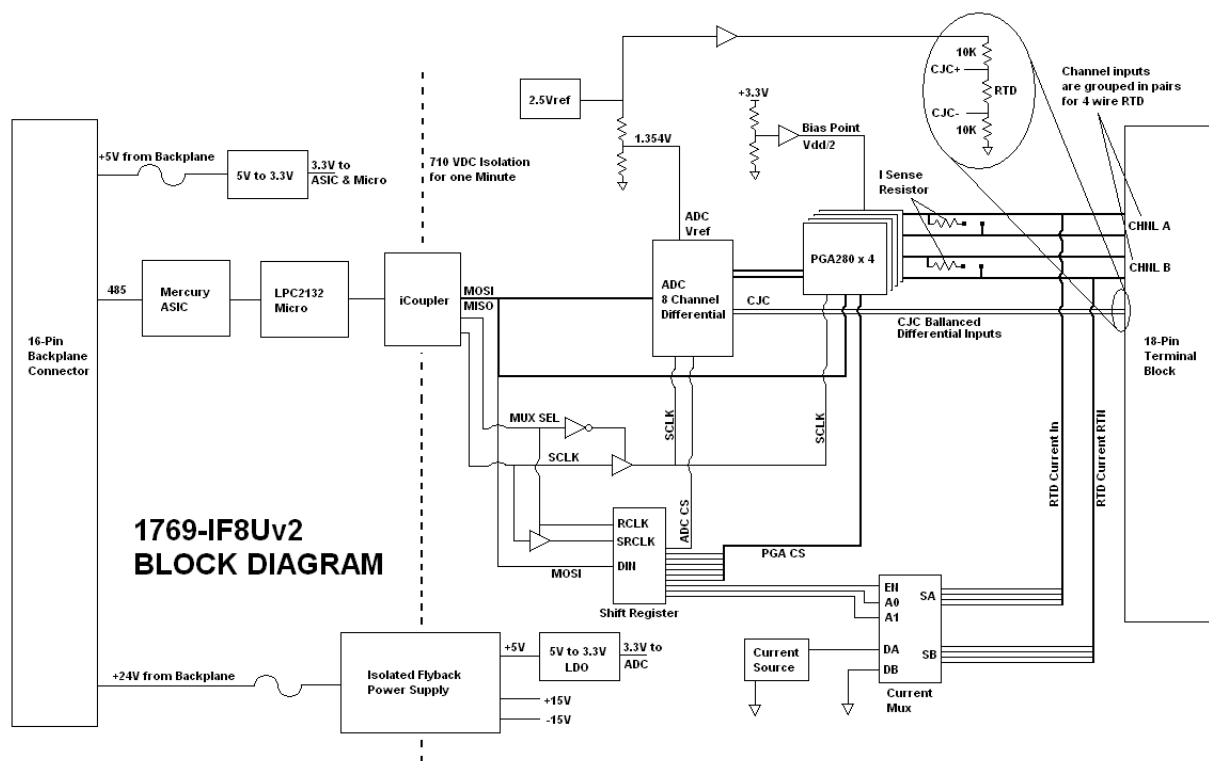 10K
CJC+
RTD
CJC-
10K
Channel inputs
are grouped in pairs
for 4 wire RTD
2.5Vref
+3.3V
1.354V
Bias Point
Vdd/2
+5V from Backplane
5V to 3.3V
3.3V to
ASIC & Micro
710 VDC Isolation
for one Minute
I Sense
Resistor
ADC
Vref
CHNL A
CHNL B
PGA280 x 4
485
Mercury
ASIC
LPC2132
Micro
iCoupler
MOSI
MISO
ADC
8 Channel
Differential
CJC
CJC Ballanced
Differential Inputs
16-Pin
Backplane
Connector
18-Pin
Terminal
Block
MUX SEL
SCLK
SCLK
SCLK
RTD Current In
RTD Current RTN
1769-IF8Uv2
BLOCK DIAGRAM
ADC CS
RCLK
SRCLK
DIN
MOSI
PGA CS
Shift Register
EN
A0
A1
SA
DA
DB
SB
Current
Mux
Current
Source
+24V from Backplane
Isolated Flyback
Power Supply
+5V
5V to 3.3V
LDO
3.3V to
ADC
+15V
-15V